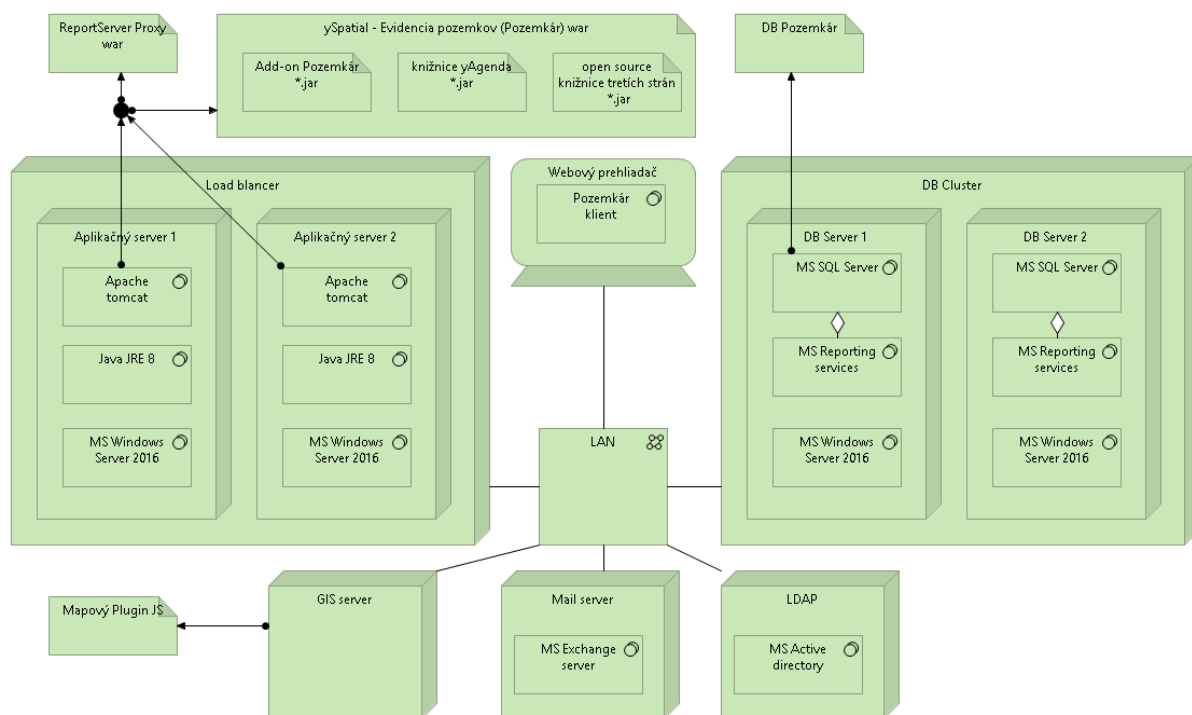 ReportServer Proxy
war
ySpatial - Evidencia pozemkov (Pozemkár) war
Add-on Pozemkár
*.jar
knižnice yAgenda
*.jar
open source
knižnice tretích strán
*.jar
DB Pozemkár
Load blancer
Aplikačný server 1
Apache
tomcat
Java JRE 8
MS Windows
Server 2016
Aplikačný server 2
Apache
tomcat
Java JRE 8
MS Windows
Server 2016
Webový prehliadač
Pozemkár
klient
DB Cluster
DB Server 1
MS SQL Server
MS Reporting
services
MS Windows
Server 2016
DB Server 2
MS SQL Server
MS Reporting
services
MS Windows
Server 2016
LAN
Mapový Plugin JS
GIS server
Mail server
MS Exchange
server
LDAP
MS Active
directory